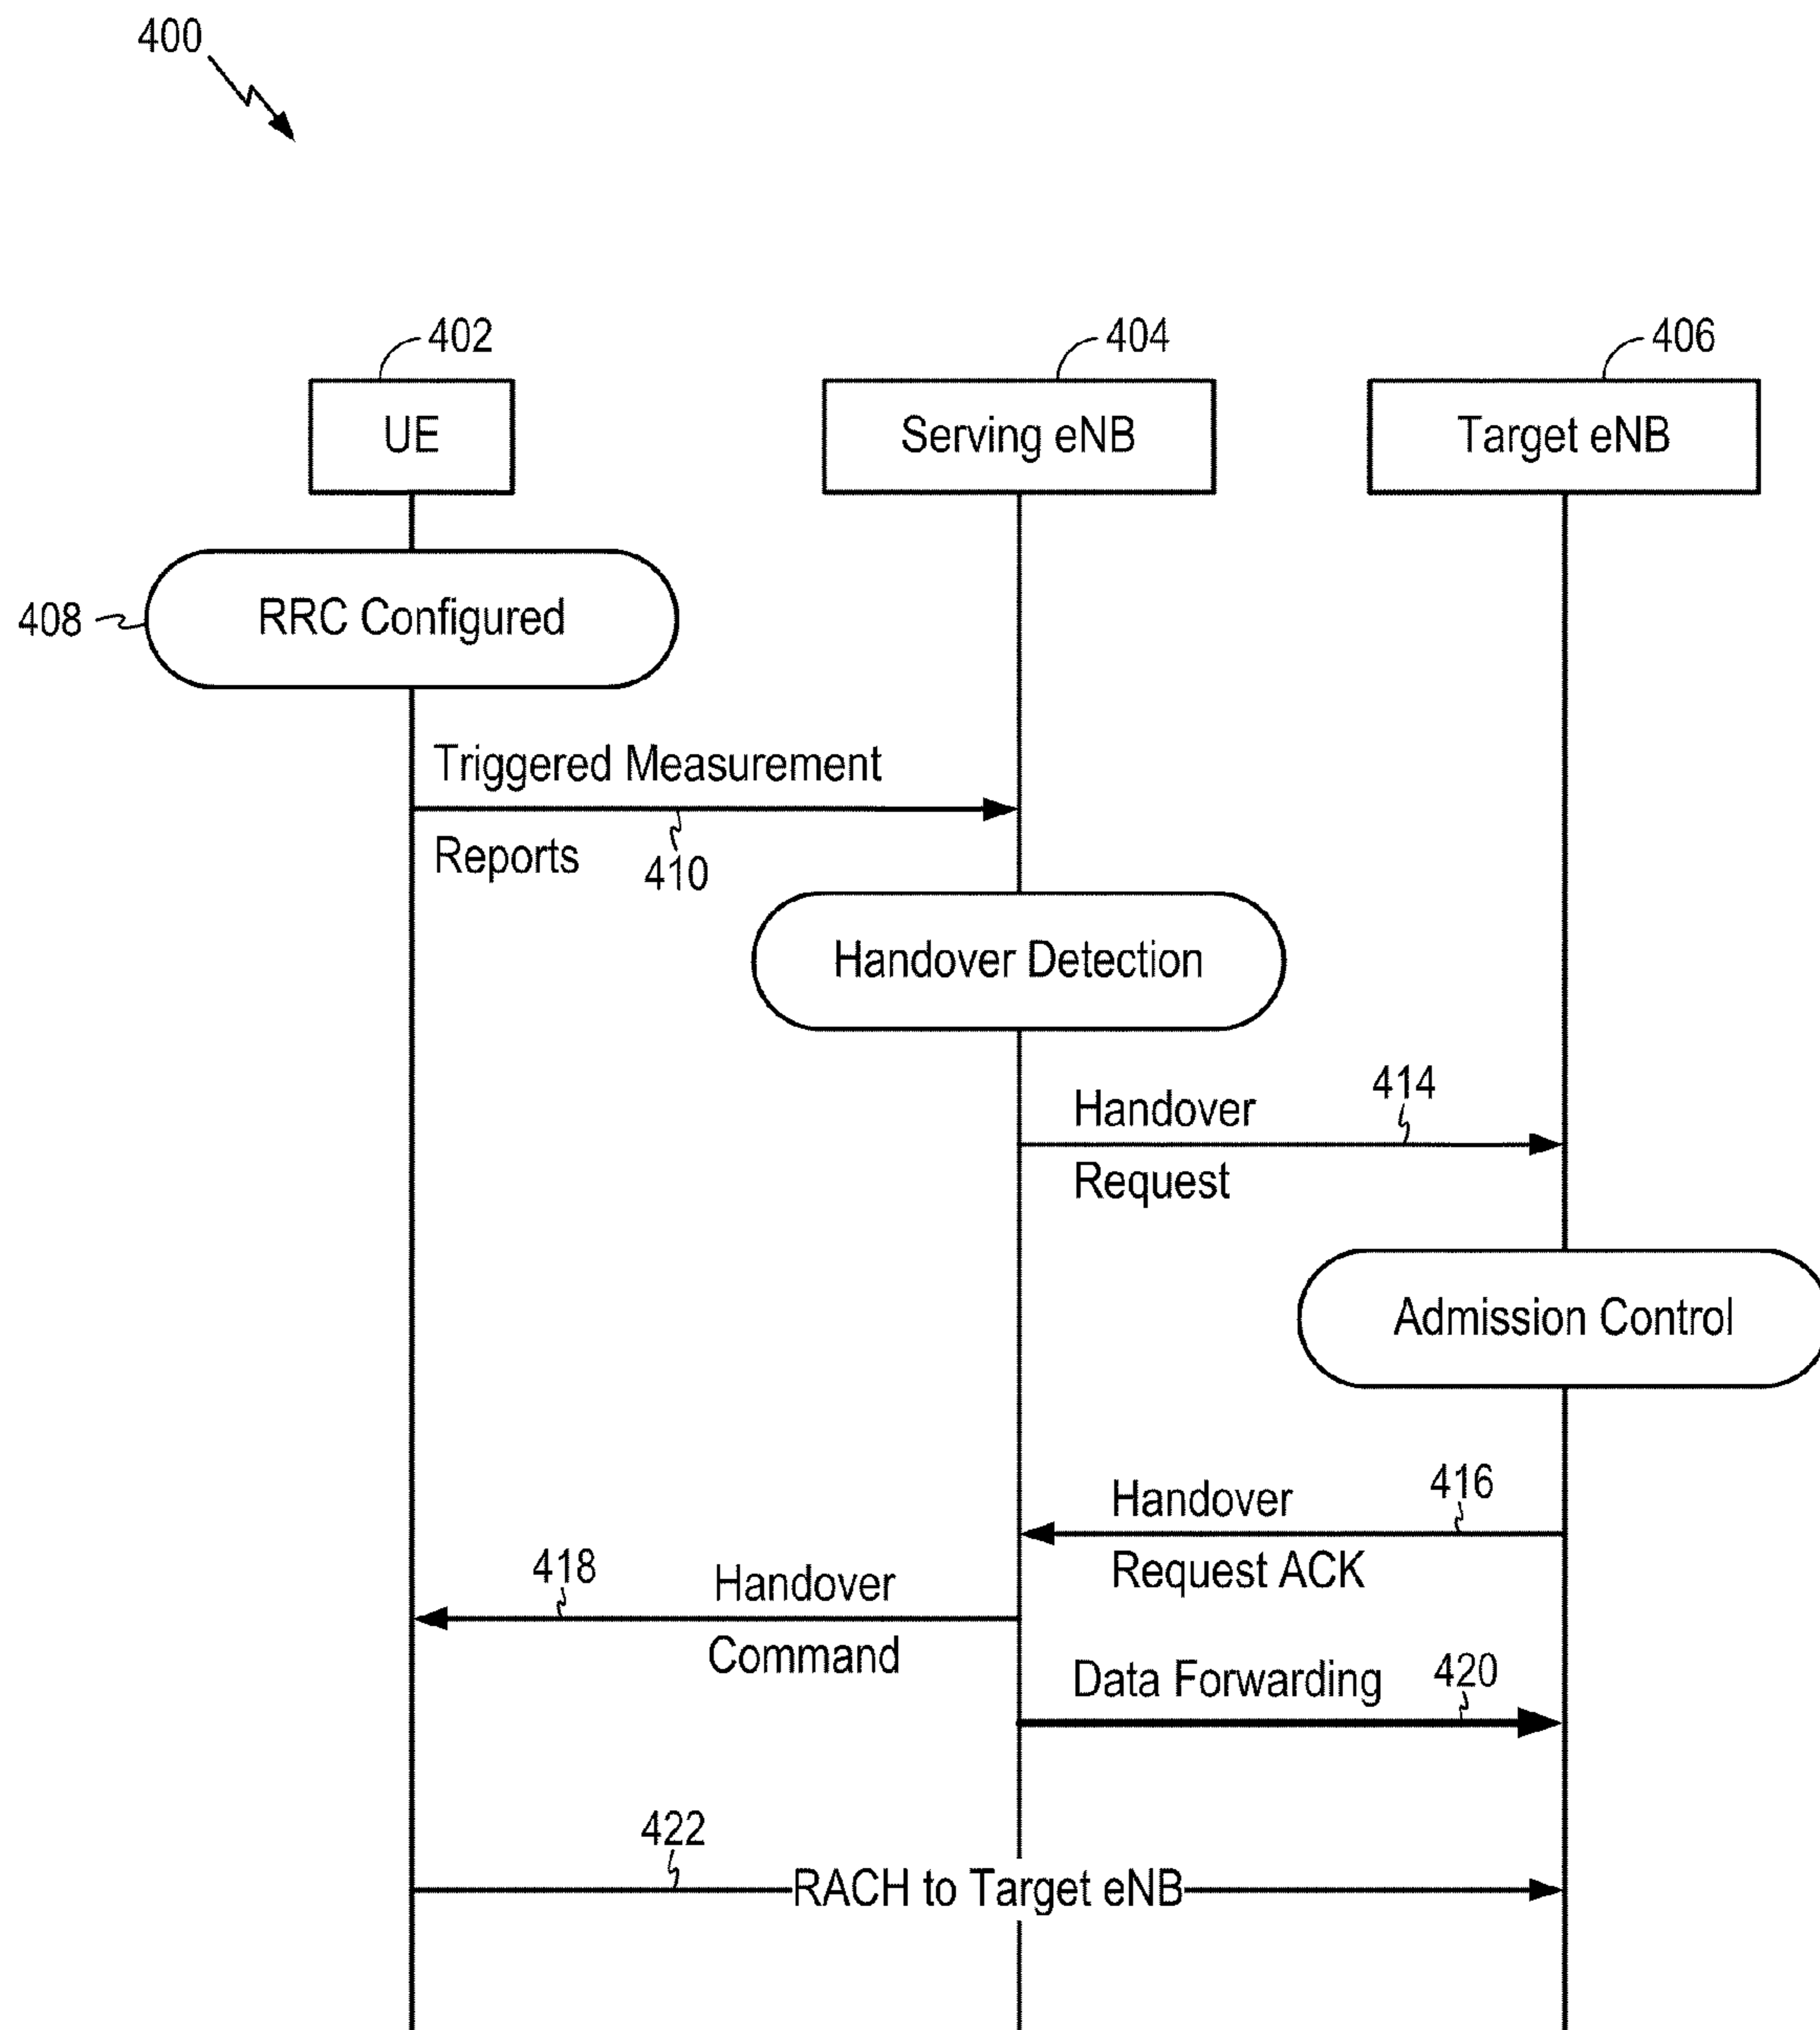 400
402
404
406
UE
Serving eNB
Target eNB
408
RRC Configured
Triggered Measurement
Reports
410
Handover Detection
414
Handover
Request
Admission Control
416
Handover
Request ACK
418
Handover
Command
Data Forwarding
420
422
RACH to Target eNB